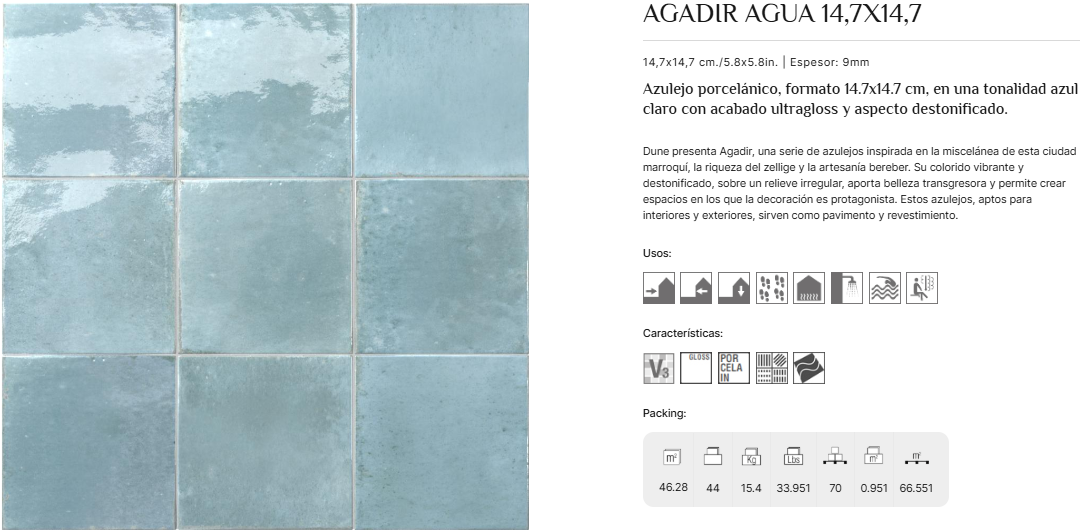 AGADIR AGUA 14,7X14,7
14,7x14,7 cm./5.8x5.8in. | Espesor: 9mm
Azulejo porcelánico, formato 14.7x14.7 cm, en una tonalidad azul
claro con acabado ultragloss y aspecto destonificado.
Dune presenta Agadir, una serie de azulejos inspirada en la miscelánea de esta ciudad
marroquí, la riqueza del zellige y la artesanía bereber. Su colorido vibrante y
destonificado, sobre un relieve irregular, aporta belleza transgresora y permite crear
espacios en los que la decoración es protagonista. Estos azulejos, aptos para
interiores y exteriores, sirven como pavimento y revestimiento.
Usos:
Características:
V3 GLOSS POR
CELA
IN
Packing:
m² Kg Lbs m² m²
46.28 44 15.4 33.951 70 0.951 66.551